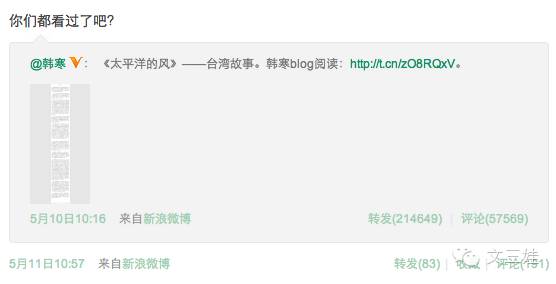 你们都看过了吧?
@韩寒 V：《太平洋的风》——台湾故事。韩寒blog阅读：http://t.cn/zO8RQxV。
5月10日10:16 来自新浪微博 转发(214649) | 评论(57569)
5月11日10:57 来自新浪微博 转发(83) | 收藏 | 评论(191)
文三娃